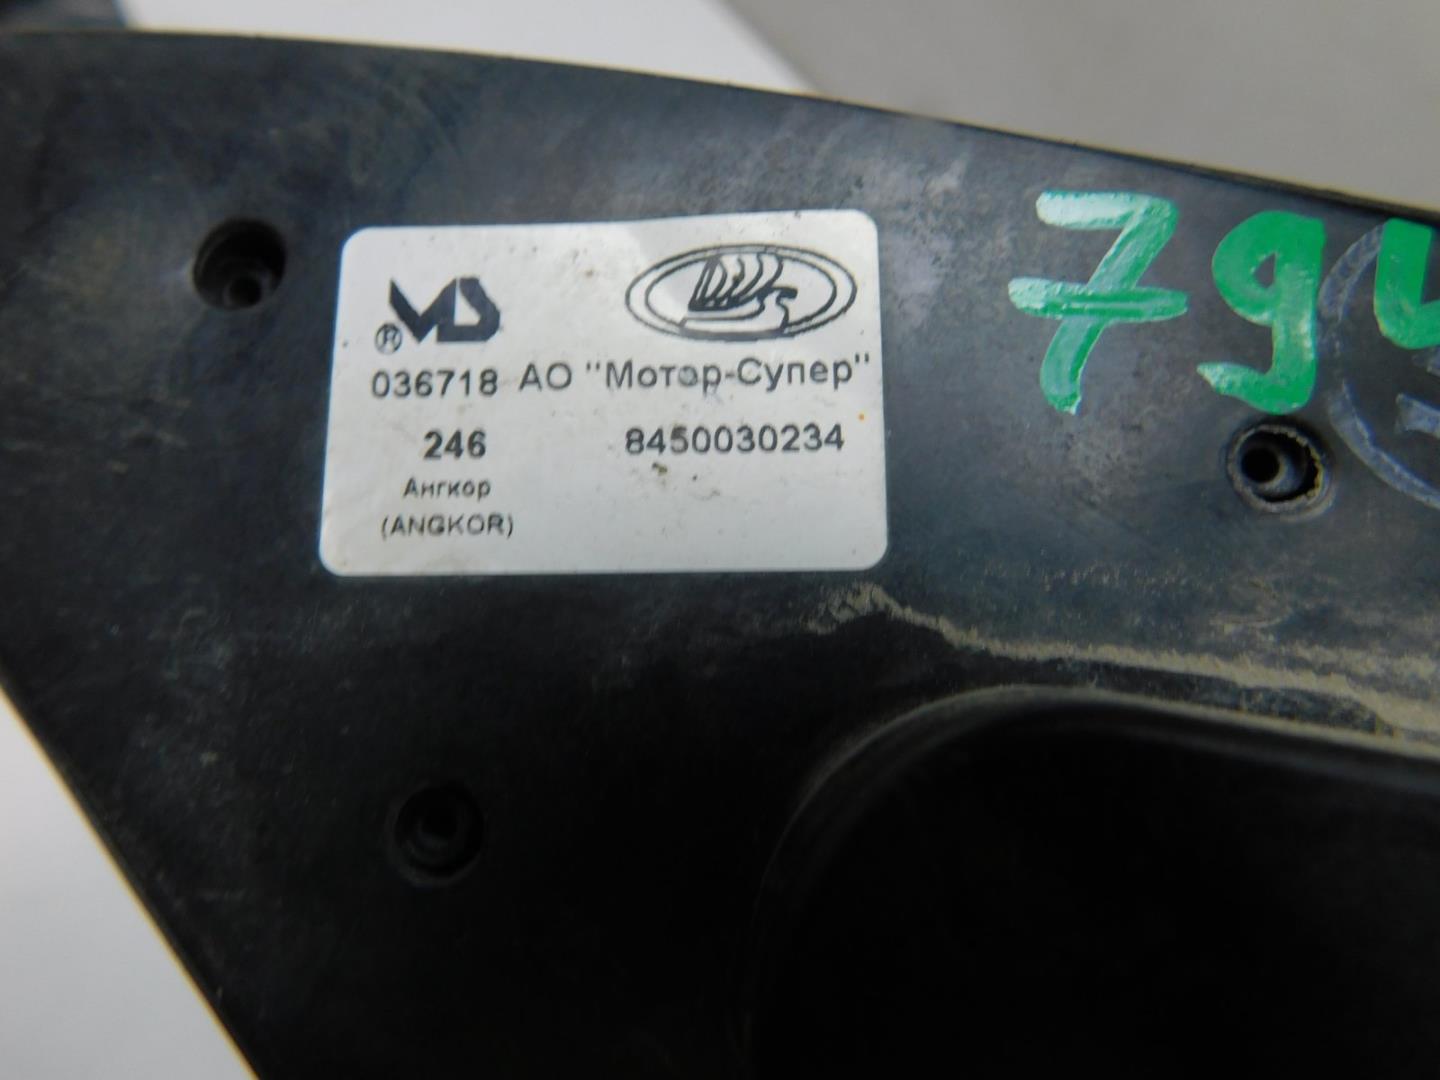 ®
036718 АО "Мотор-Супер"
246 8450030234
Ангкор
(ANGKOR)
79